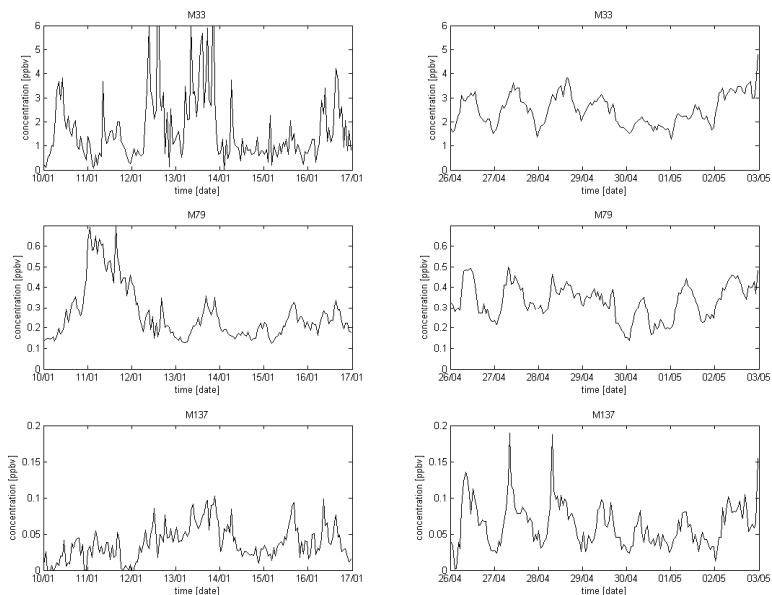 M33
6
5
4
3
2
1
0
concentration [ppbv]
10/01 11/01 12/01 13/01 14/01 15/01 16/01 17/01
time [date]
M33
6
5
4
3
2
1
0
concentration [ppbv]
26/04 27/04 28/04 29/04 30/04 01/05 02/05 03/05
time [date]
M79
0.6
0.5
0.4
0.3
0.2
0.1
0
concentration [ppbv]
10/01 11/01 12/01 13/01 14/01 15/01 16/01 17/01
time [date]
M79
0.6
0.5
0.4
0.3
0.2
0.1
0
concentration [ppbv]
26/04 27/04 28/04 29/04 30/04 01/05 02/05 03/05
time [date]
M137
0.2
0.15
0.1
0.05
0
concentration [ppbv]
10/01 11/01 12/01 13/01 14/01 15/01 16/01 17/01
time [date]
M137
0.2
0.15
0.1
0.05
0
concentration [ppbv]
26/04 27/04 28/04 29/04 30/04 01/05 02/05 03/05
time [date]